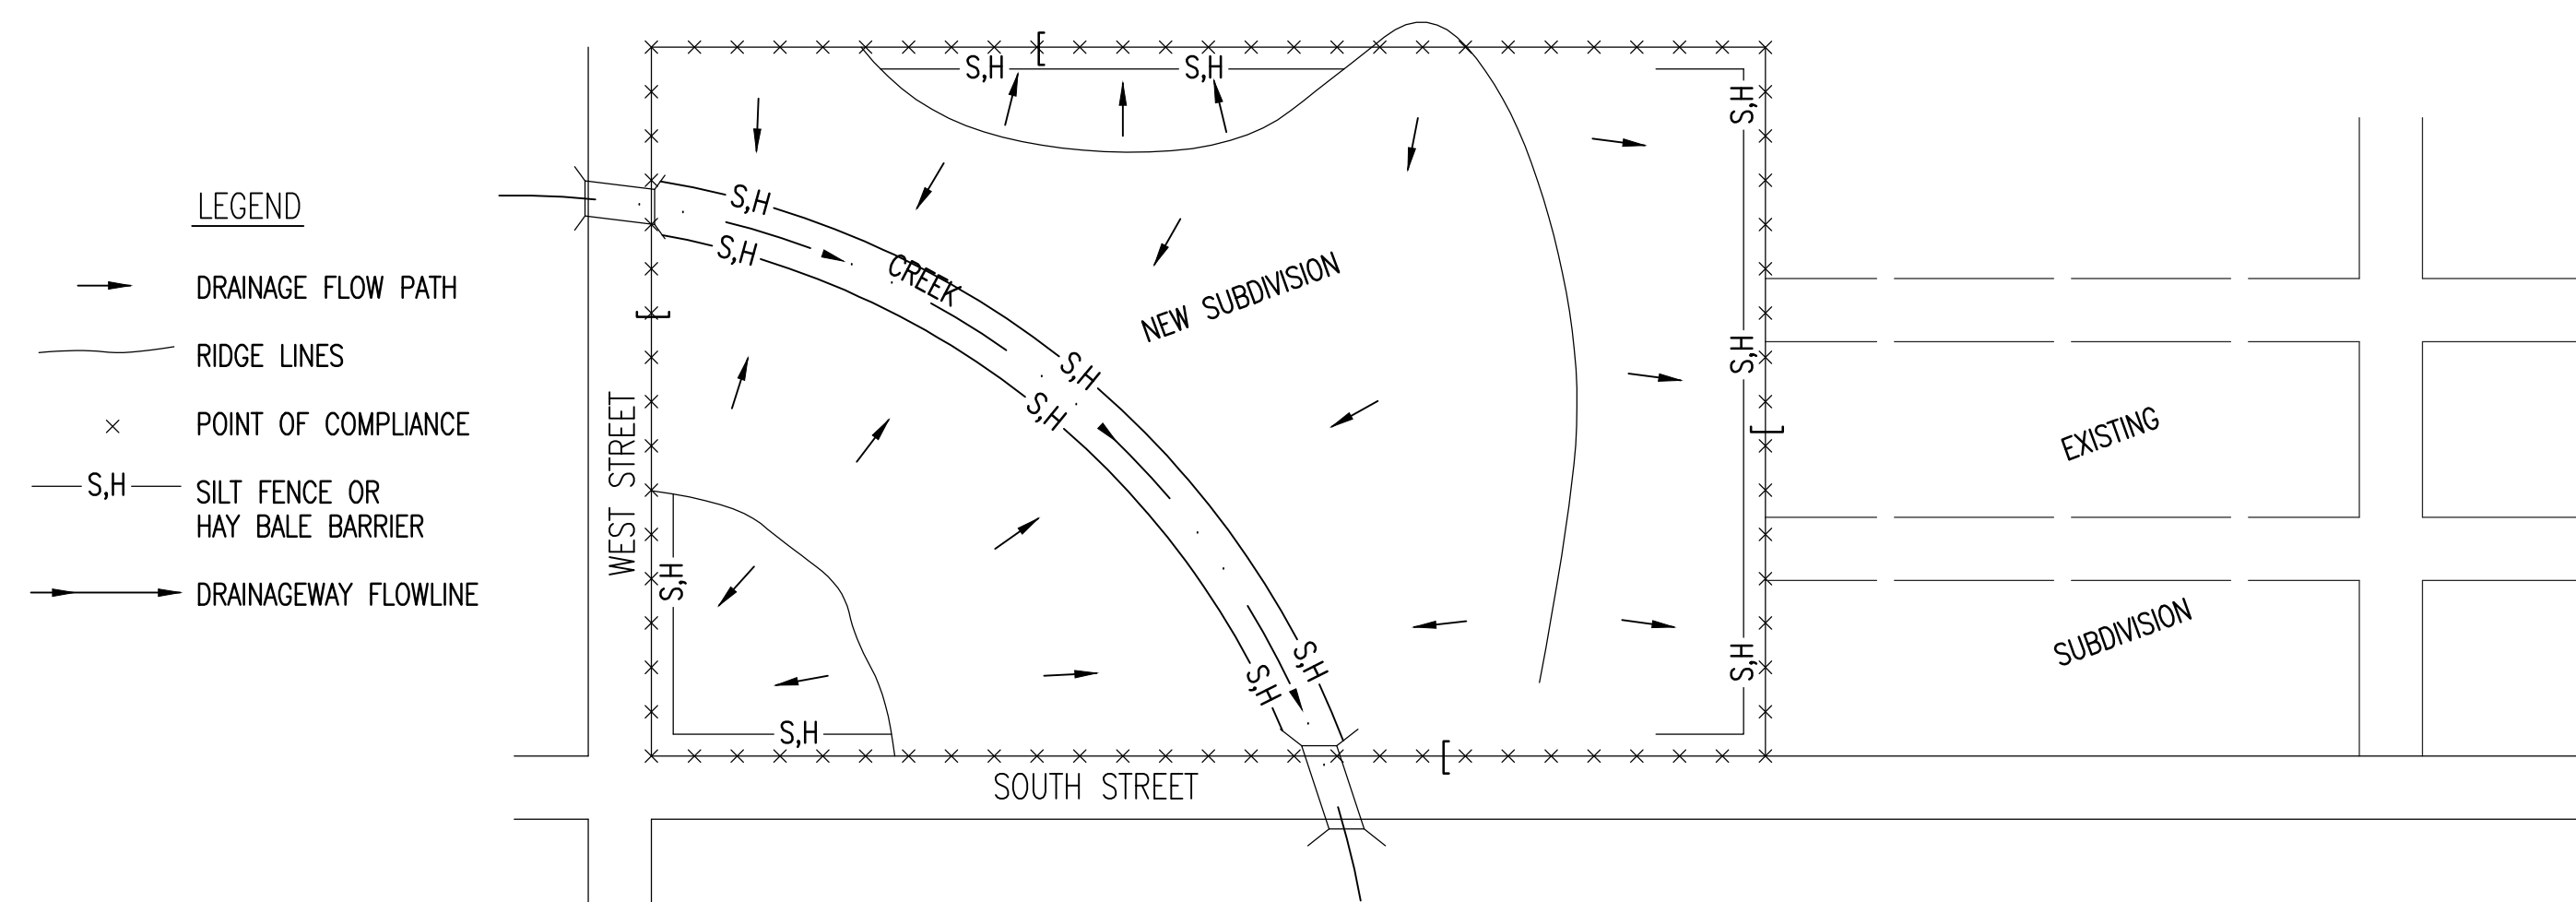 LEGEND
DRAINAGE FLOW PATH
RIDGE LINES
POINT OF COMPLIANCE
S,H
SILT FENCE OR
HAY BALE BARRIER
DRAINAGEWAY FLOWLINE
S,H
S,H
S,H
S,H
S,H
CREEK
NEW SUBDIVISION
S,H
S,H
S,H
WEST STREET
EXISTING
S,H
S,H
S,H
S,H
S,H
SUBDIVISION
S,H
SOUTH STREET